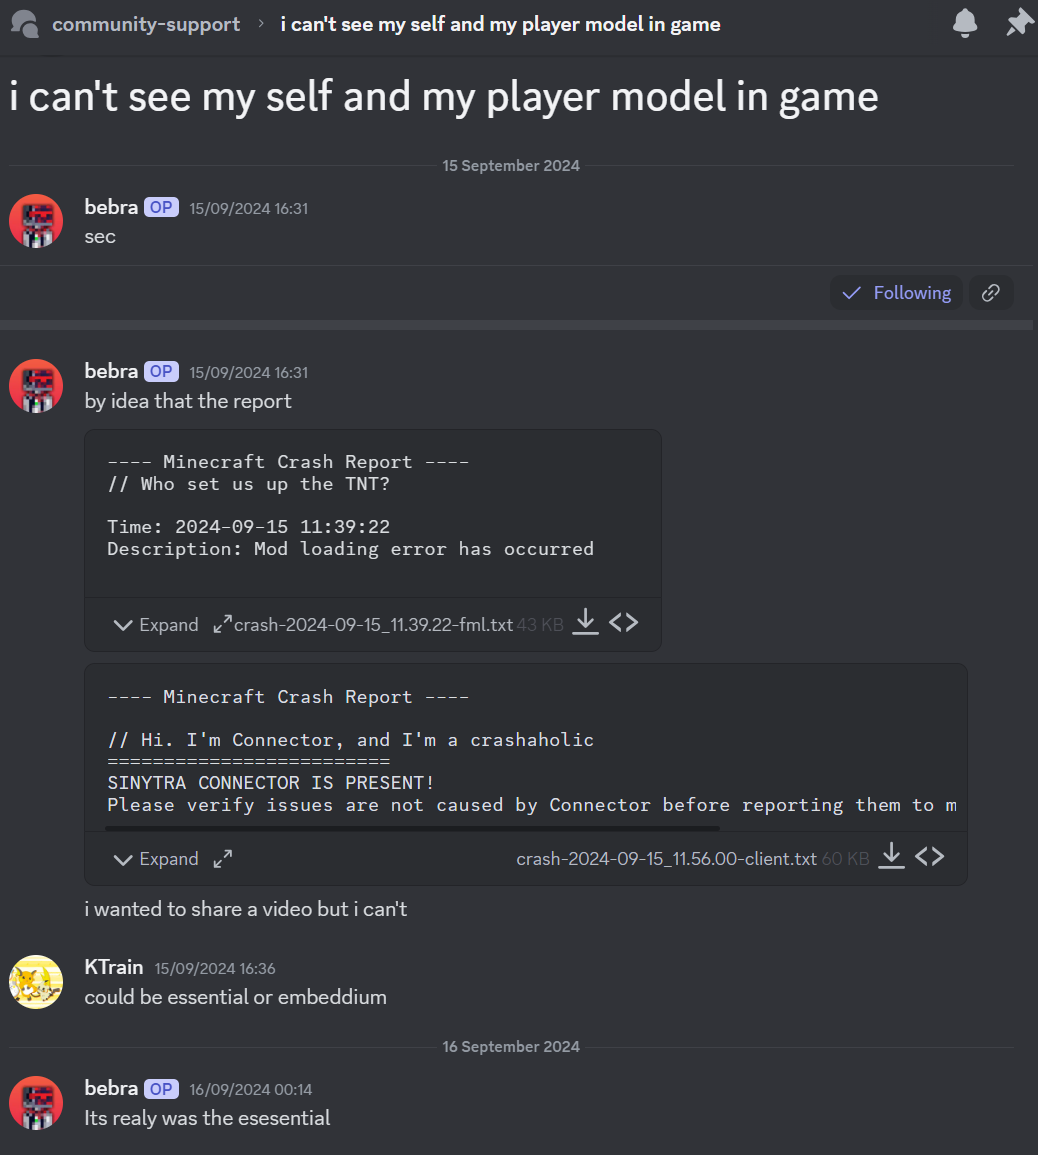 community-support › i can't see my self and my player model in game
i can't see my self and my player model in game
15 September 2024
bebra OP 15/09/2024 16:31
sec
Following
bebra OP 15/09/2024 16:31
by idea that the report
---- Minecraft Crash Report ----
// Who set us up the TNT?
Time: 2024-09-15 11:39:22
Description: Mod loading error has occurred
Expand crash-2024-09-15_11.39.22-fml.txt 43 KB
---- Minecraft Crash Report ----
// Hi. I'm Connector, and I'm a crashaholic
=========================
SINYTRA CONNECTOR IS PRESENT!
Please verify issues are not caused by Connector before reporting them to m
Expand crash-2024-09-15_11.56.00-client.txt 60 KB
i wanted to share a video but i can't
KTrain 15/09/2024 16:36
could be essential or embeddium
16 September 2024
bebra OP 16/09/2024 00:14
Its realy was the esesential